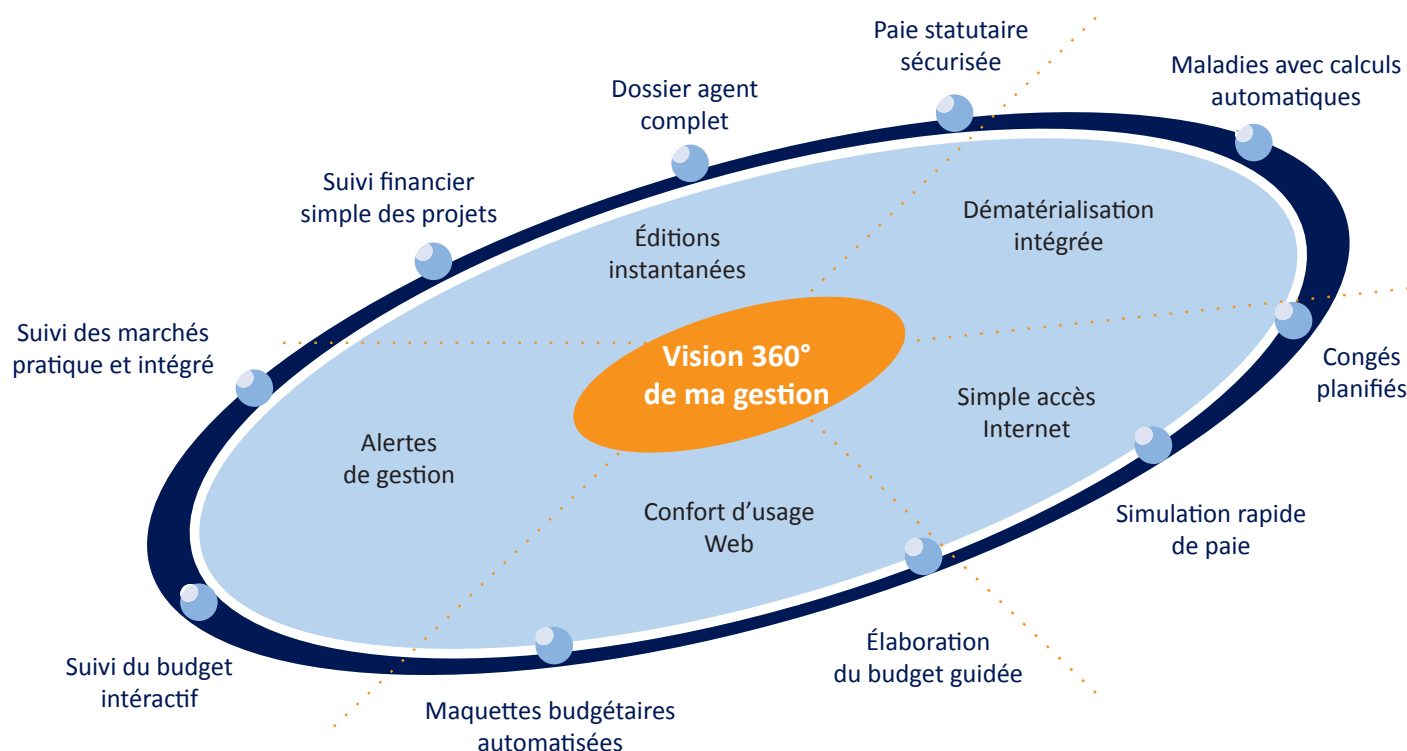 Paie statutaire
sécurisée
Maladies avec calculs
automatiques
Dossier agent
complet
Suivi financier
simple des projets
Dématérialisation
intégrée
Éditions
instantanées
Suivi des marchés
pratique et intégré
Vision 360°
de ma gestion
Congés
planifiés
Simple accès
Internet
Alertes
de gestion
Confort d’usage
Web
Simulation rapide
de paie
Élaboration
du budget guidée
Suivi du budget
intéractif
Maquettes budgétaires
automatisées